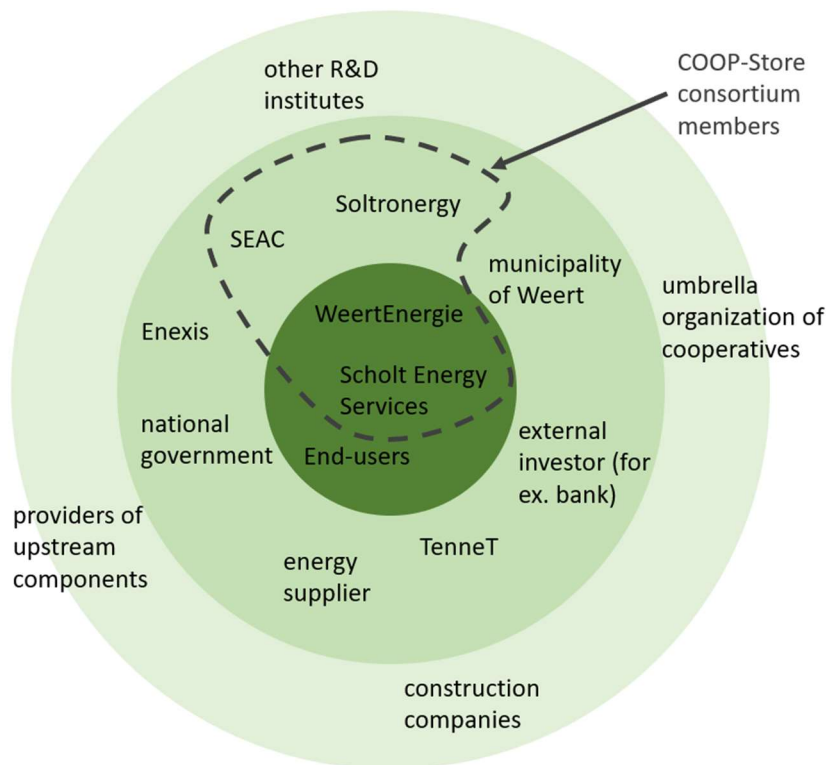 other R&D
institutes
COOP-Store
consortium
members
Soltronergy
SEAC
municipality
of Weert
umbrella
organization of
cooperatives
WeertEnergie
Enexis
Scholt Energy
Services
national
government
End-users
external
investor (for
ex. bank)
providers of
upstream
components
TenneT
energy
supplier
construction
companies